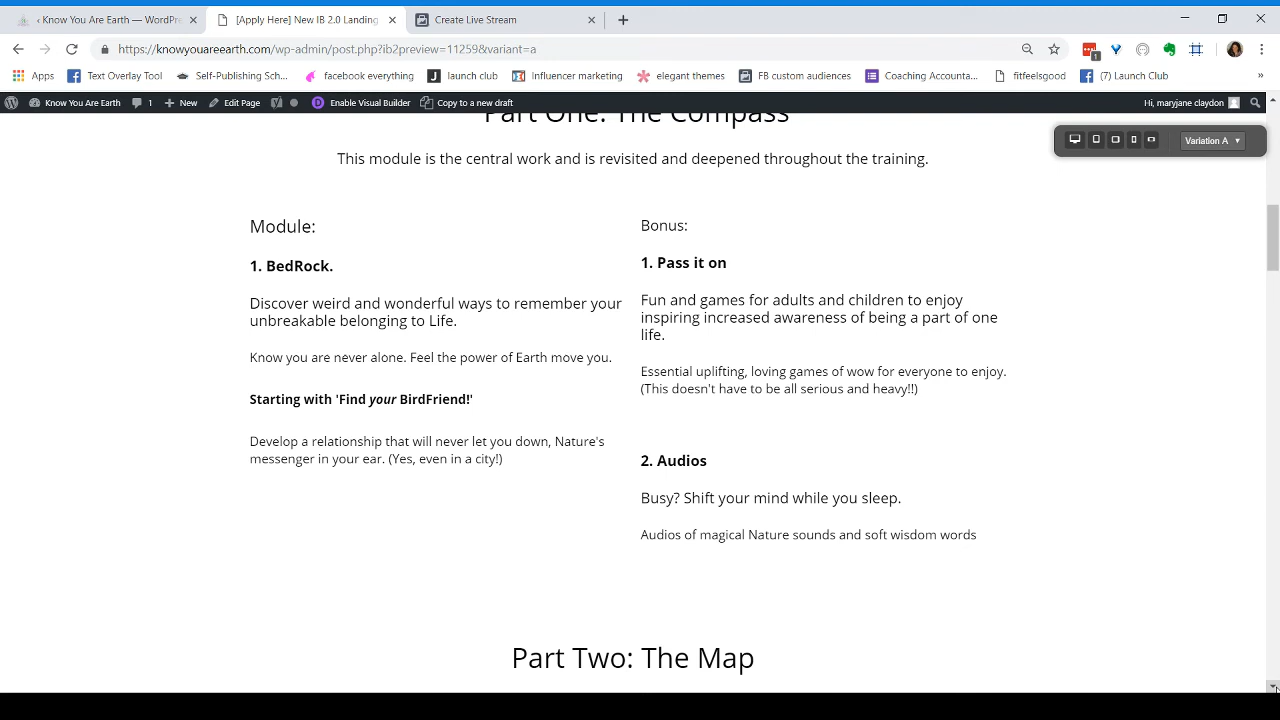 ‹ Know You Are Earth — WordPr
[Apply Here] New IB 2.0 Landing
Create Live Stream
https://knowyouareearth.com/wp-admin/post.php?ib2preview=11259&variant=a
1
Apps
Text Overlay Tool
Self-Publishing Sch...
facebook everything
launch club
Influencer marketing
elegant themes
FB custom audiences
Coaching Accounta...
fitfeelsgood
(7) Launch Club
»
Know You Are Earth
1
New
Edit Page
Enable Visual Builder
Copy to a new draft
Hi, maryjane claydon
Part One: The Compass
Variation A
This module is the central work and is revisited and deepened throughout the training.
Module:
1. BedRock.
Discover weird and wonderful ways to remember your
unbreakable belonging to Life.
Know you are never alone. Feel the power of Earth move you.
Starting with 'Find your BirdFriend!'
Develop a relationship that will never let you down, Nature's
messenger in your ear. (Yes, even in a city!)
Bonus:
1. Pass it on
Fun and games for adults and children to enjoy
inspiring increased awareness of being a part of one
life.
Essential uplifting, loving games of wow for everyone to enjoy.
(This doesn't have to be all serious and heavy!!)
2. Audios
Busy? Shift your mind while you sleep.
Audios of magical Nature sounds and soft wisdom words
Part Two: The Map